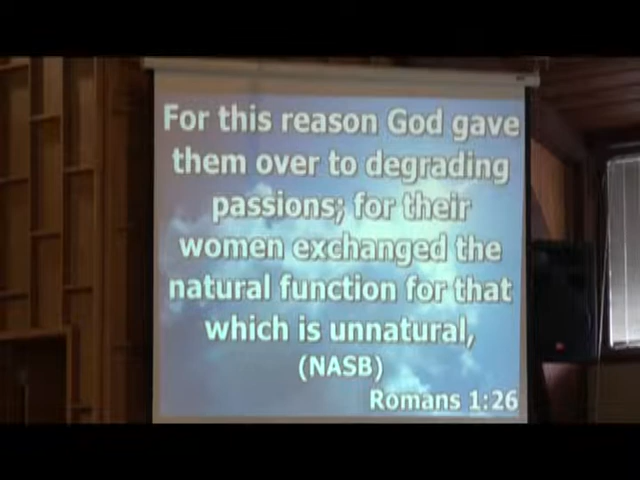 For this reason God gave
them over to degrading
passions; for their
women exchanged the
natural function for that
which is unnatural,
(NASB)
Romans 1:26